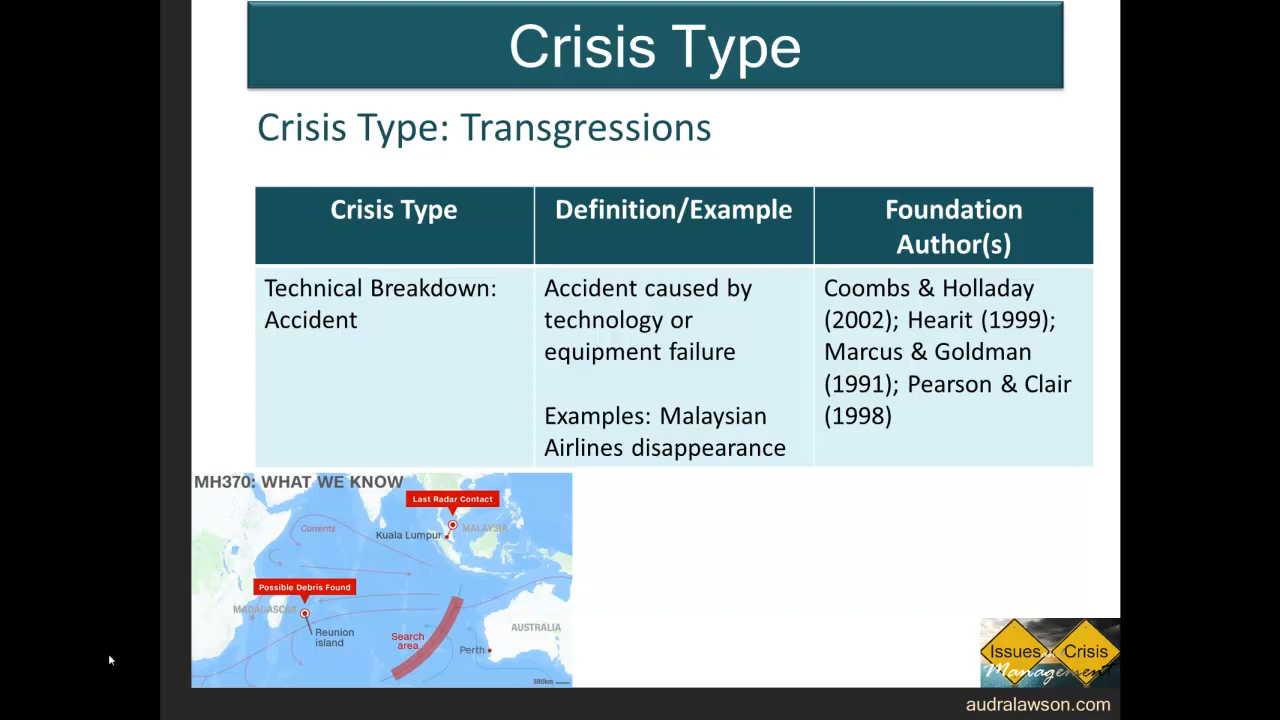 Crisis Type
Crisis Type: Transgressions
Crisis Type
Definition/Example
Foundation
Author(s)
Technical Breakdown:
Accident
Accident caused by
technology or
equipment failure
Examples: Malaysian
Airlines disappearance
Coombs & Holladay
(2002); Hearit (1999);
Marcus & Goldman
(1991); Pearson & Clair
(1998)
MH370: WHAT WE KNOW
Last Radar Contact
Currents
MALAYSIA
Kuala Lumpur
Possible Debris Found
MADAGASCAR
Reunion
island
Search
area
AUSTRALIA
Perth
500km
Issues
Crisis
Management
audralawson.com